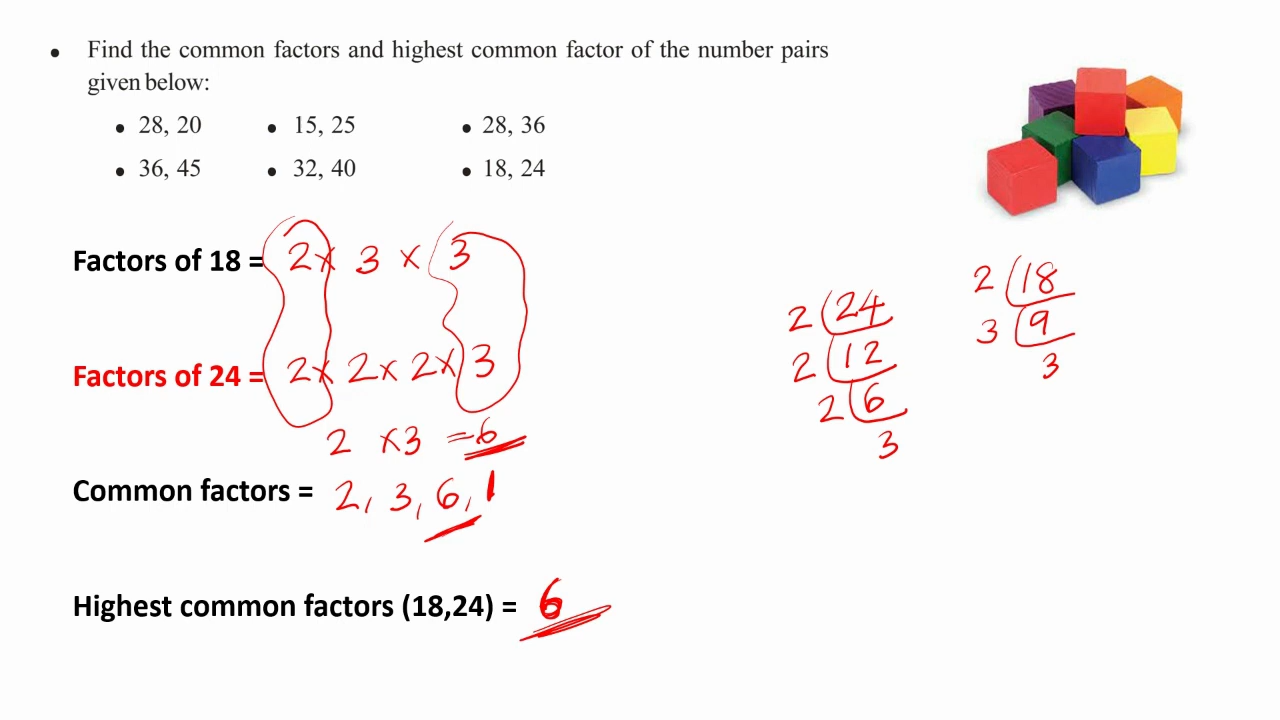 • Find the common factors and highest common factor of the number pairs
given below:
• 28, 20 • 15, 25 • 28, 36
• 36, 45 • 32, 40 • 18, 24
Factors of 18 = 2 × 3 × 3
Factors of 24 = 2 × 2 × 2 × 3
2 × 3 = 6
Common factors = 2, 3, 6, 1
Highest common factors (18,24) = 6
2 24
2 12
2 6
3
2 18
3 9
3